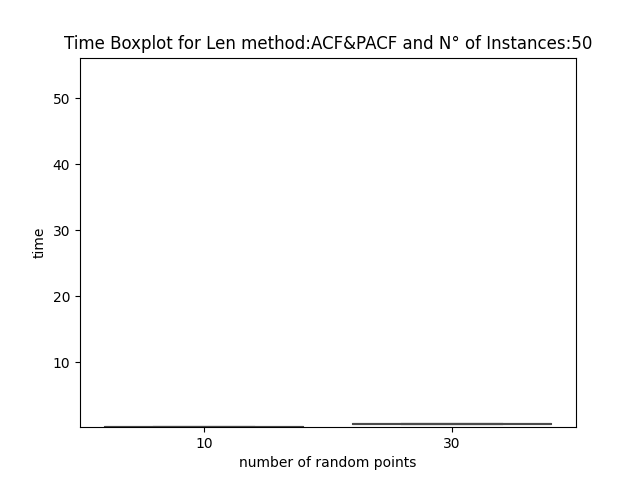 Time Boxplot for Len method:ACF&PACF and N° of Instances:50
50
40
30
20
10
time
10 30
number of random points